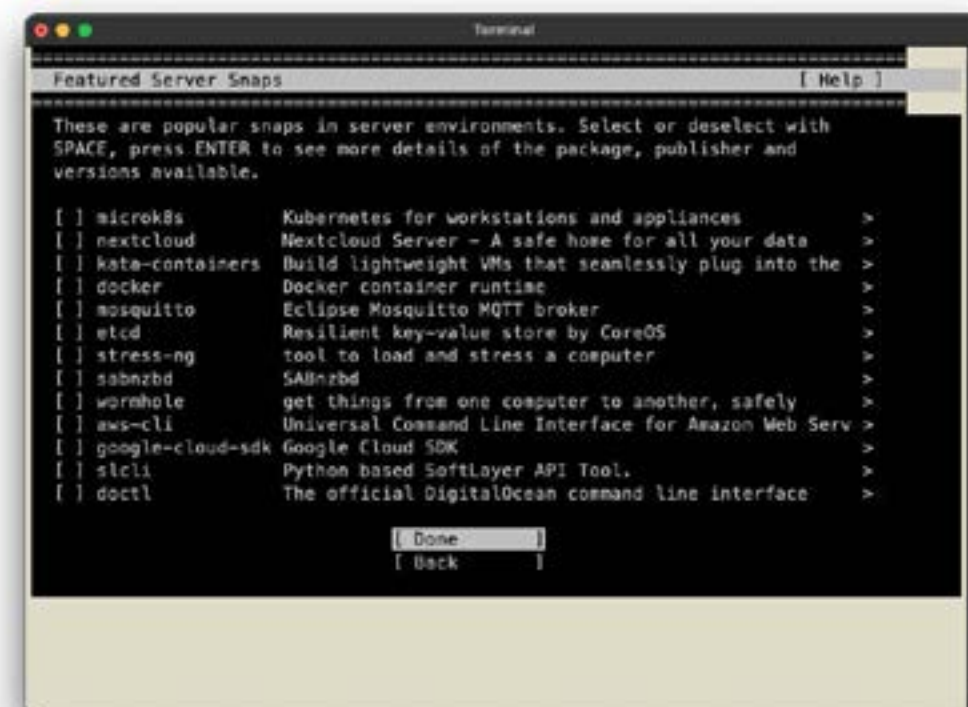 Terminal
Featured Server Snaps [ Help ]
These are popular snaps in server environments. Select or deselect with
SPACE, press ENTER to see more details of the package, publisher and
versions available.
[ ] microk8s Kubernetes for workstations and appliances >
[ ] nextcloud Nextcloud Server - A safe home for all your data >
[ ] kata-containers Build lightweight VMs that seamlessly plug into the >
[ ] docker Docker container runtime >
[ ] mosquitto Eclipse Mosquitto MQTT broker >
[ ] etcd Resilient key-value store by CoreOS >
[ ] stress-ng tool to load and stress a computer >
[ ] sabnzbd SABnzbd >
[ ] wormhole get things from one computer to another, safely >
[ ] aws-cli Universal Command Line Interface for Amazon Web Serv >
[ ] google-cloud-sdk Google Cloud SDK >
[ ] slcli Python based SoftLayer API Tool. >
[ ] doctl The official DigitalOcean command line interface >
[ Done ]
[ Back ]